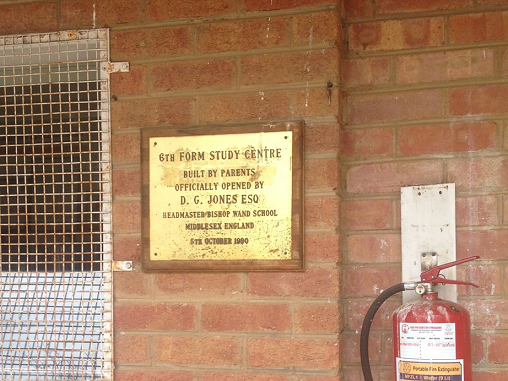 6TH FORM STUDY CENTRE
BUILT BY PARENTS
OFFICIALLY OPENED BY
D. G. JONES ESQ
HEADMASTER/BISHOP WAND SCHOOL
MIDDLESEX ENGLAND
5TH OCTOBER 1990
Portable Fire Extinguisher